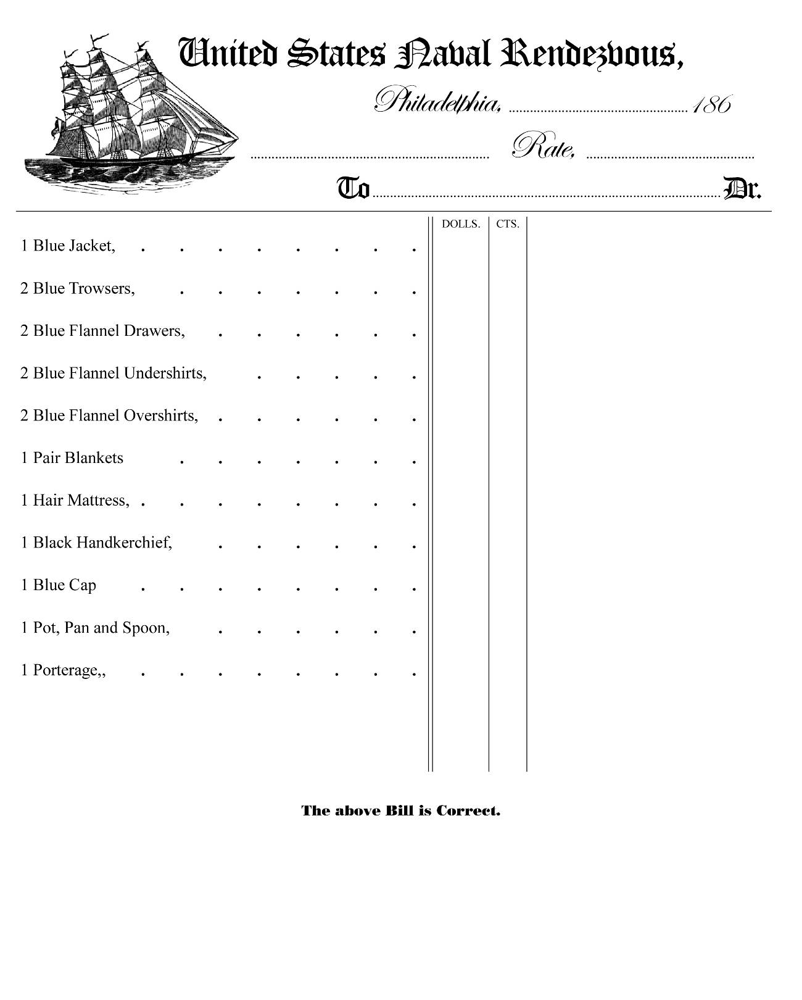 United States Naval Rendezvous,
Philadelphia, 186
Rate,
To Dr.
DOLLS. CTS.
1 Blue Jacket,
2 Blue Trowsers,
2 Blue Flannel Drawers,
2 Blue Flannel Undershirts,
2 Blue Flannel Overshirts,
1 Pair Blankets
1 Hair Mattress,
1 Black Handkerchief,
1 Blue Cap
1 Pot, Pan and Spoon,
1 Porterage,,
The above Bill is Correct.